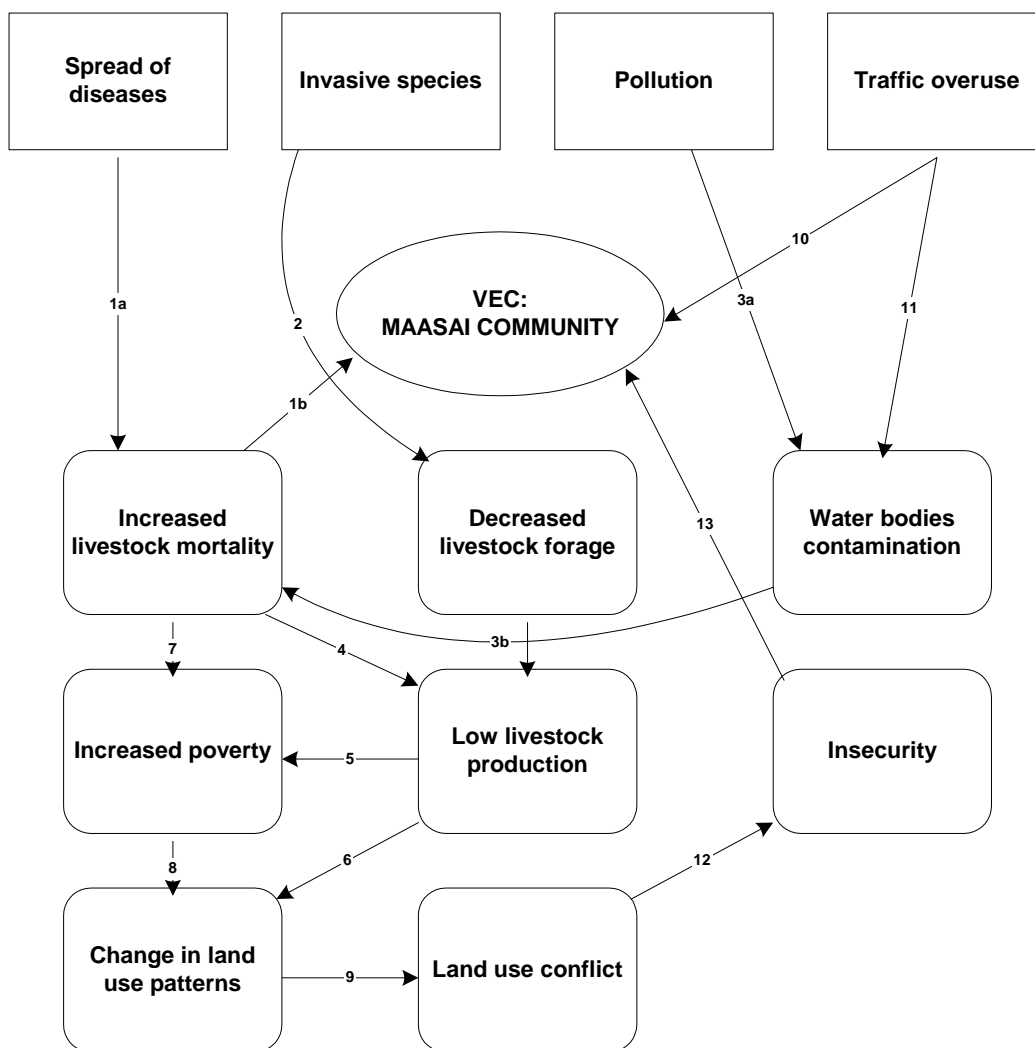 Spread of
diseases
Invasive species
Pollution
Traffic overuse
10
VEC:
MAASAI COMMUNITY
1a
2
3a
11
1b
Increased
livestock mortality
Decreased
livestock forage
13
Water bodies
contamination
7
4
3b
Increased poverty
5
Low livestock
production
Insecurity
8
6
12
Change in land
use patterns
9
Land use conflict